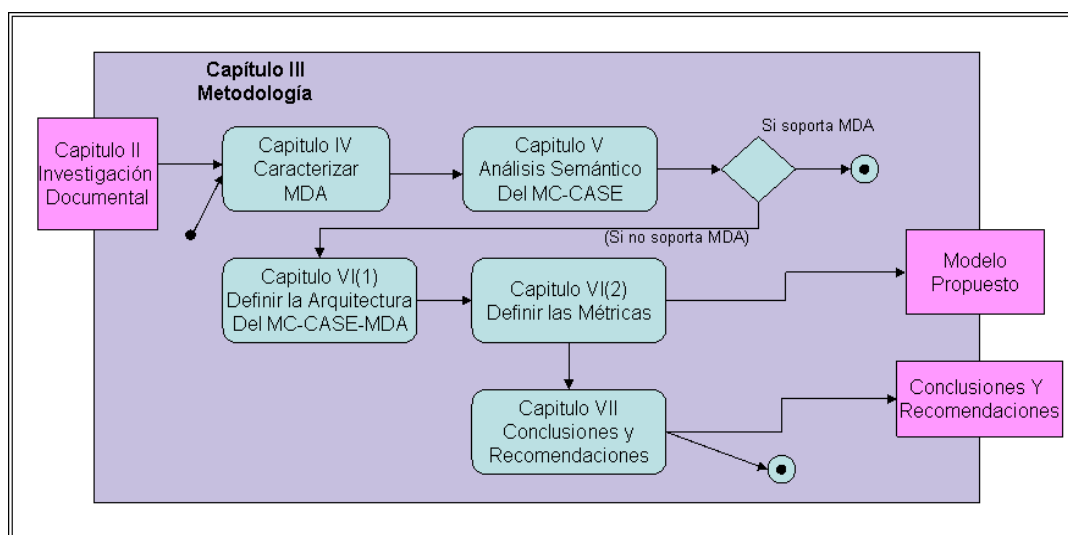 Capítulo III
Metodología
Capitulo II
Investigación
Documental
Capitulo IV
Caracterizar
MDA
Capitulo V
Análisis Semántico
Del MC-CASE
Si soporta MDA
(Si no soporta MDA)
Capitulo VI(1)
Definir la Arquitectura
Del MC-CASE-MDA
Capitulo VI(2)
Definir las Métricas
Modelo
Propuesto
Capitulo VII
Conclusiones y
Recomendaciones
Conclusiones Y
Recomendaciones